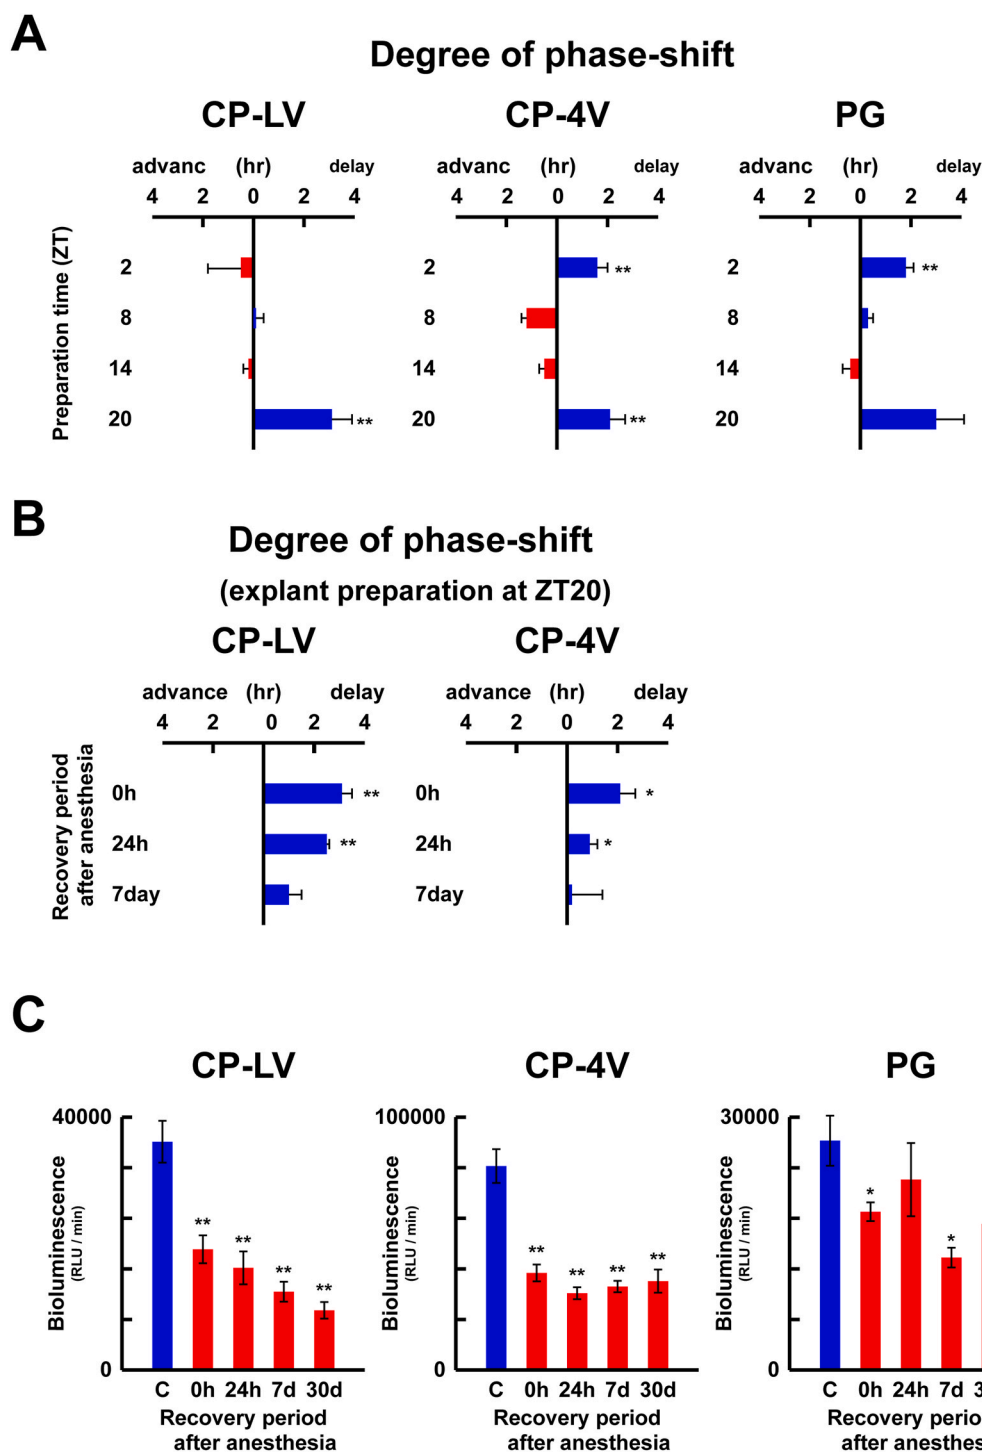 A
Degree of phase-shift
CP-LV
CP-4V
PG
advanc (hr) delay
advanc (hr) delay
advanc (hr) delay
4 2 0 2 4
4 2 0 2 4
4 2 0 2 4
Preparation time (ZT)
2
**
2
**
2
**
8
8
8
14
14
14
20
**
20
**
20
B
Degree of phase-shift
(explant preparation at ZT20)
CP-LV
CP-4V
advance (hr) delay
advance (hr) delay
4 2 0 2 4
4 2 0 2 4
Recovery period
after anesthesia
0h
**
0h
*
24h
**
24h
*
7day
7day
C
CP-LV
CP-4V
PG
40000
0
Bioluminescence
(RLU / min)
** ** ** **
C 0h 24h 7d 30d
Recovery period
after anesthesia
100000
0
Bioluminescence
(RLU / min)
** ** ** **
C 0h 24h 7d 30d
Recovery period
after anesthesia
30000
0
Bioluminescence
(RLU / min)
* *
C 0h 24h 7d 3
Recovery perio
after anesthes